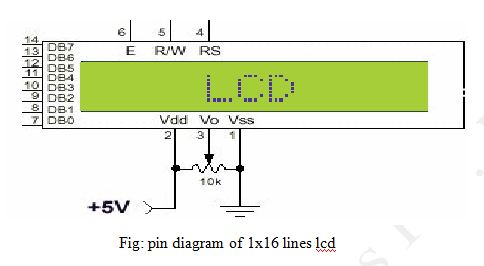 6 5 4
14 DB7 E R/W RS
13 DB6
12 DB5
11 DB4
10 DB3
9 DB2
8 DB1
7 DB0
LCD
Vdd Vo Vss
2 3 1
10k
+5V
Fig: pin diagram of 1x16 lines lcd